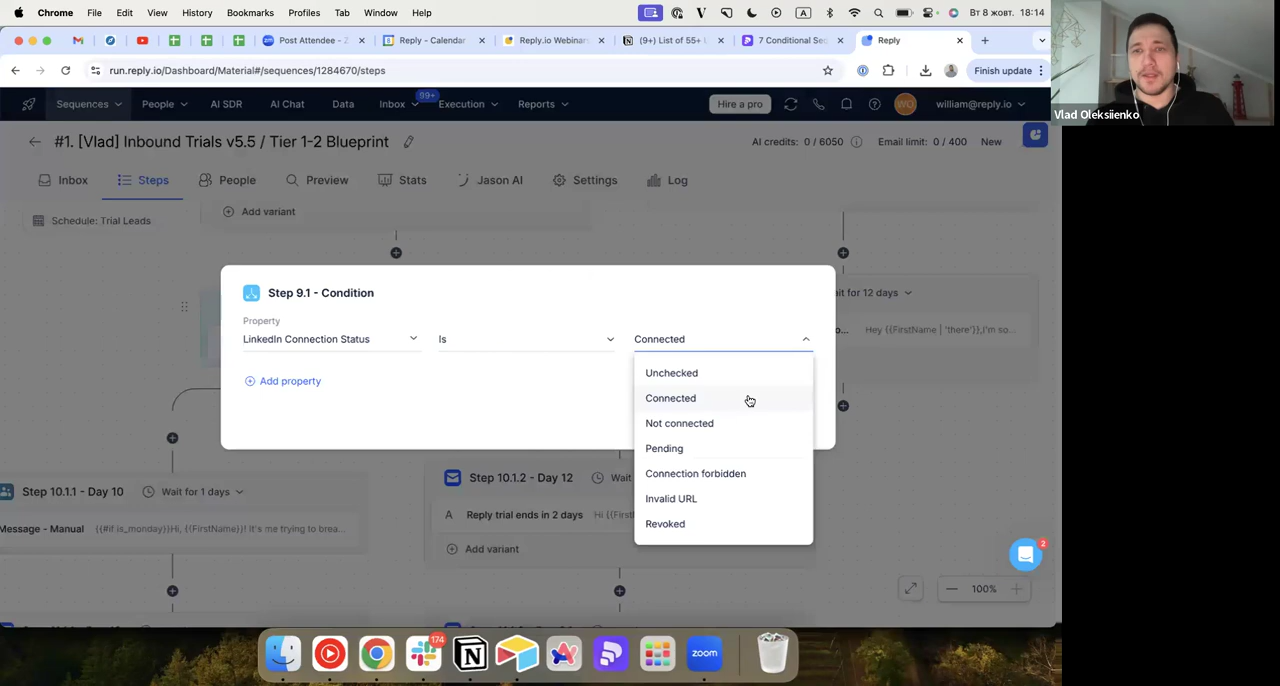 Chrome File Edit View History Bookmarks Profiles Tab Window Help
A Вт 8 жовт. 18:14
Post Attendee - Z
Reply - Calendar
Reply.io Webinar
(9+) List of 55+
7 Conditional Seq
Reply
run.reply.io/Dashboard/Material#/sequences/1284670/steps
Finish update
Vlad Oleksiienko
Sequences People AI SDR AI Chat Data Inbox 99+ Execution Reports
Hire a pro
WO
william@reply.io
#1. [Vlad] Inbound Trials v5.5 / Tier 1-2 Blueprint
AI credits: 0 / 6050
Email limit: 0 / 400
New
Inbox Steps People Preview Stats Jason AI Settings Log
Schedule: Trial Leads
Add variant
Step 9.1 - Condition
Property
LinkedIn Connection Status
Is
Connected
Add property
Unchecked
Connected
Not connected
Pending
Connection forbidden
Invalid URL
Revoked
for 12 days
Hey {{FirstName | 'there'}},I'm so...
Step 10.1.1 - Day 10
Wait for 1 days
Message - Manual
{{#if is_monday}}Hi, {{FirstName}}! It's me trying to brea...
Step 10.1.2 - Day 12
Wait
A Reply trial ends in 2 days
Add variant
2
100%
174
zoom